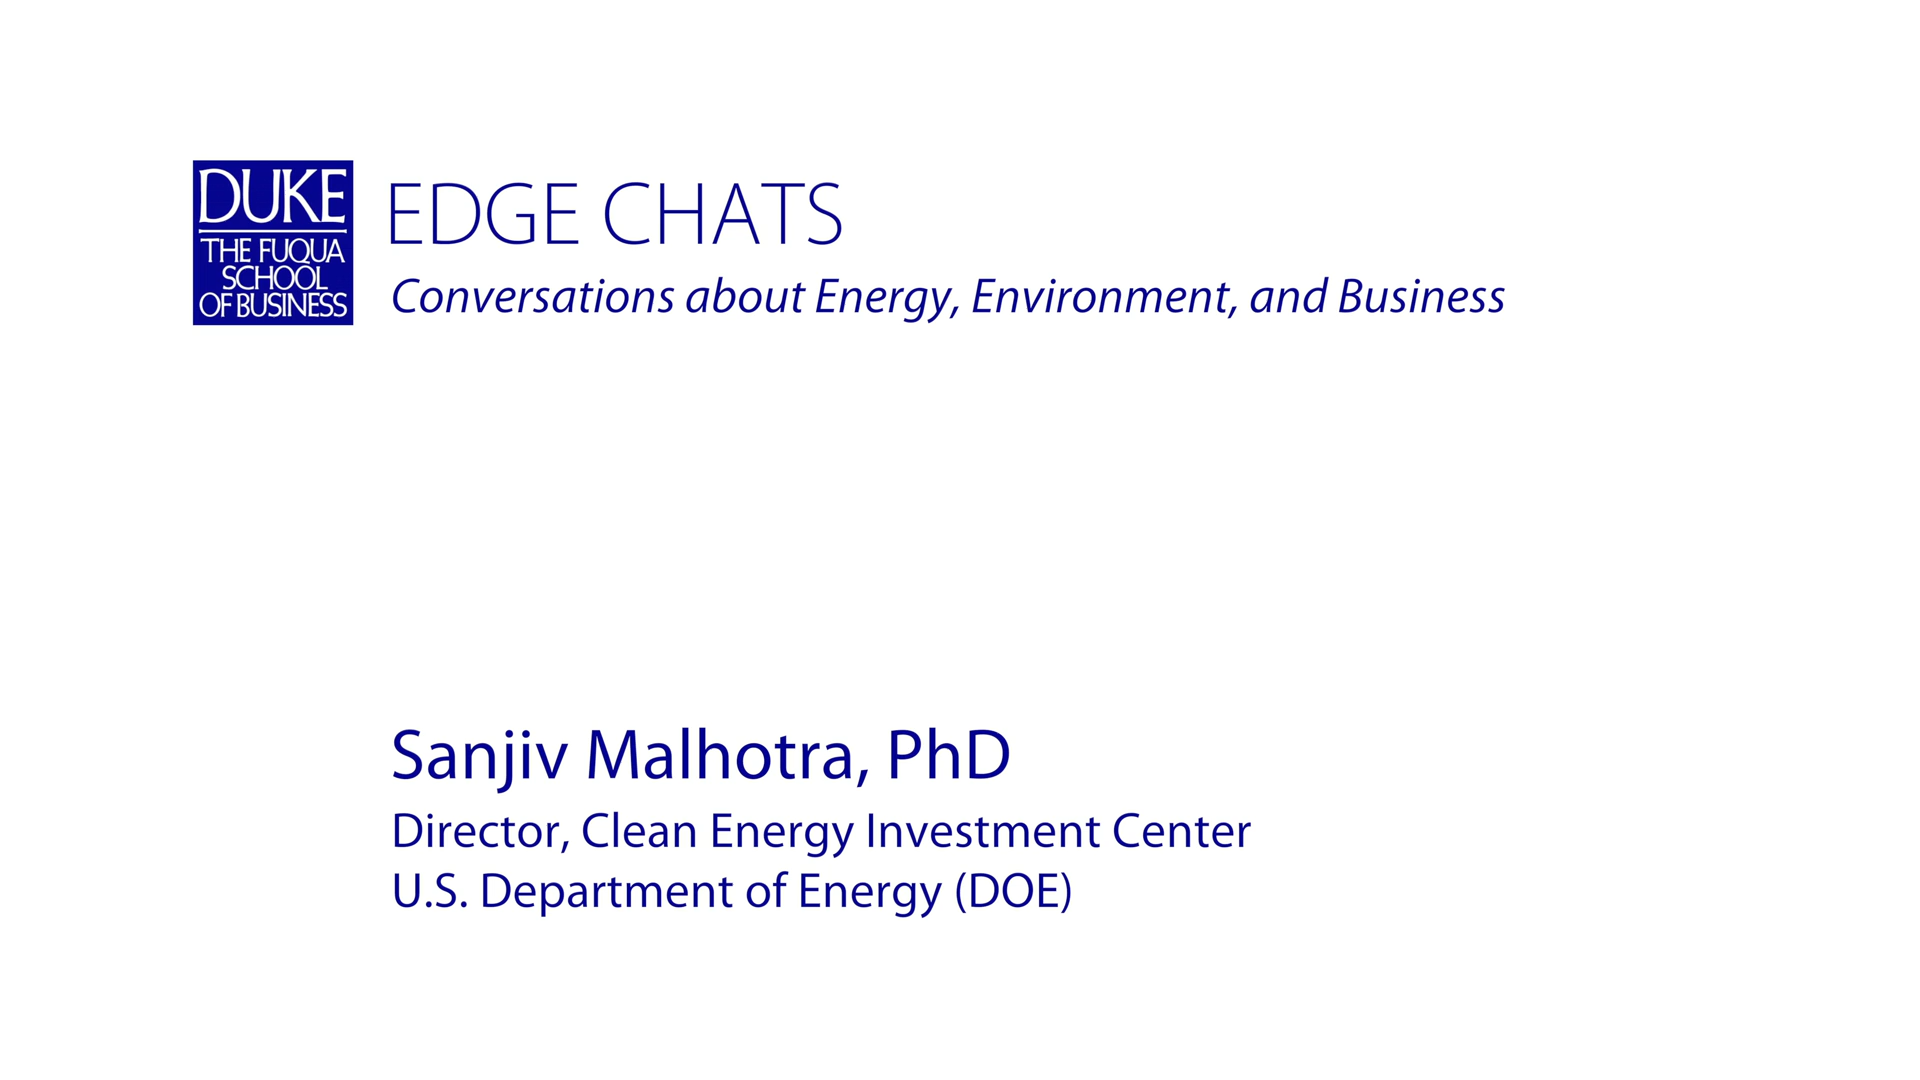 DUKE
THE FUQUA
SCHOOL
OF BUSINESS
EDGE CHATS
Conversations about Energy, Environment, and Business
Sanjiv Malhotra, PhD
Director, Clean Energy Investment Center
U.S. Department of Energy (DOE)